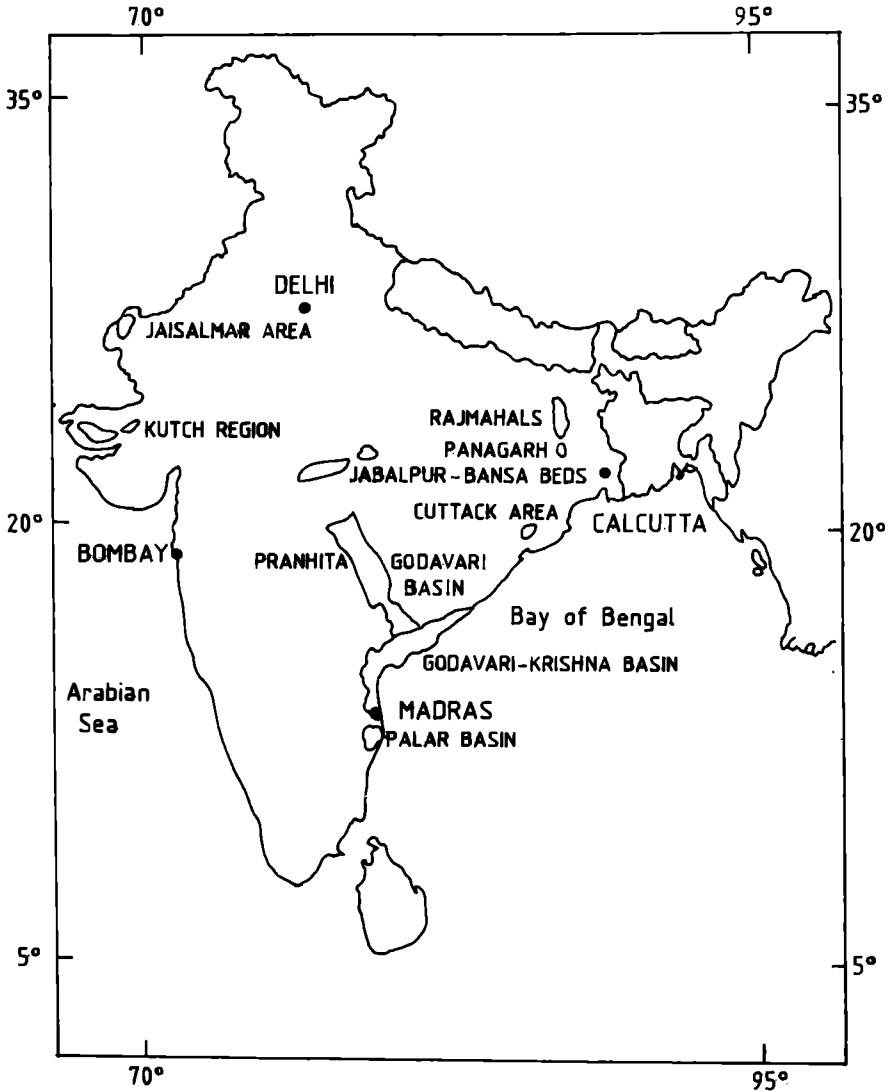 70°
95°
35°
35°
DELHI
JAISALMAR AREA
RAJMAHALS
KUTCH REGION
PANAGARH
JABALPUR-BANSA BEDS
CUTTACK AREA
CALCUTTA
20°
20°
BOMBAY
PRANHITA
GODAVARI
BASIN
Bay of Bengal
GODAVARI-KRISHNA BASIN
Arabian
Sea
MADRAS
PALAR BASIN
5°
5°
70°
95°